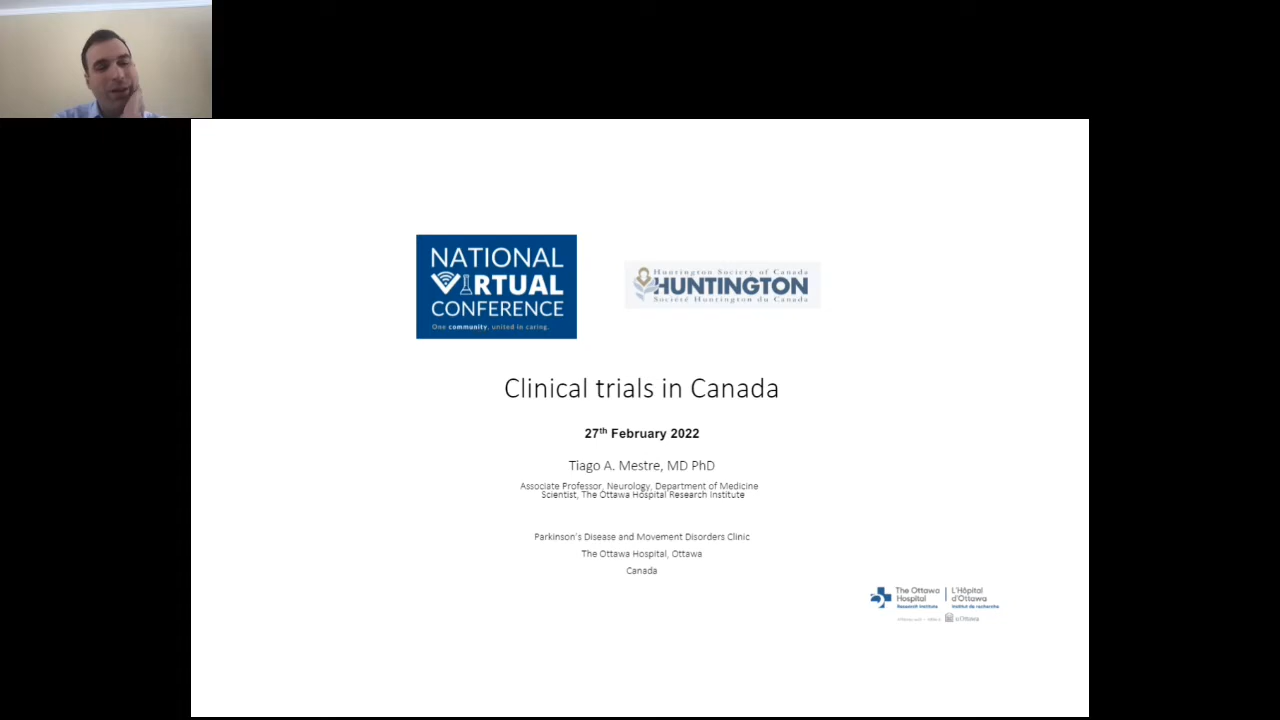 NATIONAL
VIRTUAL
CONFERENCE
One community, united in caring.
Huntington Society of Canada
HUNTINGTON
Société Huntington du Canada
Clinical trials in Canada
27th February 2022
Tiago A. Mestre, MD PhD
Associate Professor, Neurology, Department of Medicine
Scientist, The Ottawa Hospital Research Institute
Parkinson's Disease and Movement Disorders Clinic
The Ottawa Hospital, Ottawa
Canada
The Ottawa Hospital
Research Institute
L'Hôpital d'Ottawa
Institut de recherche
uOttawa